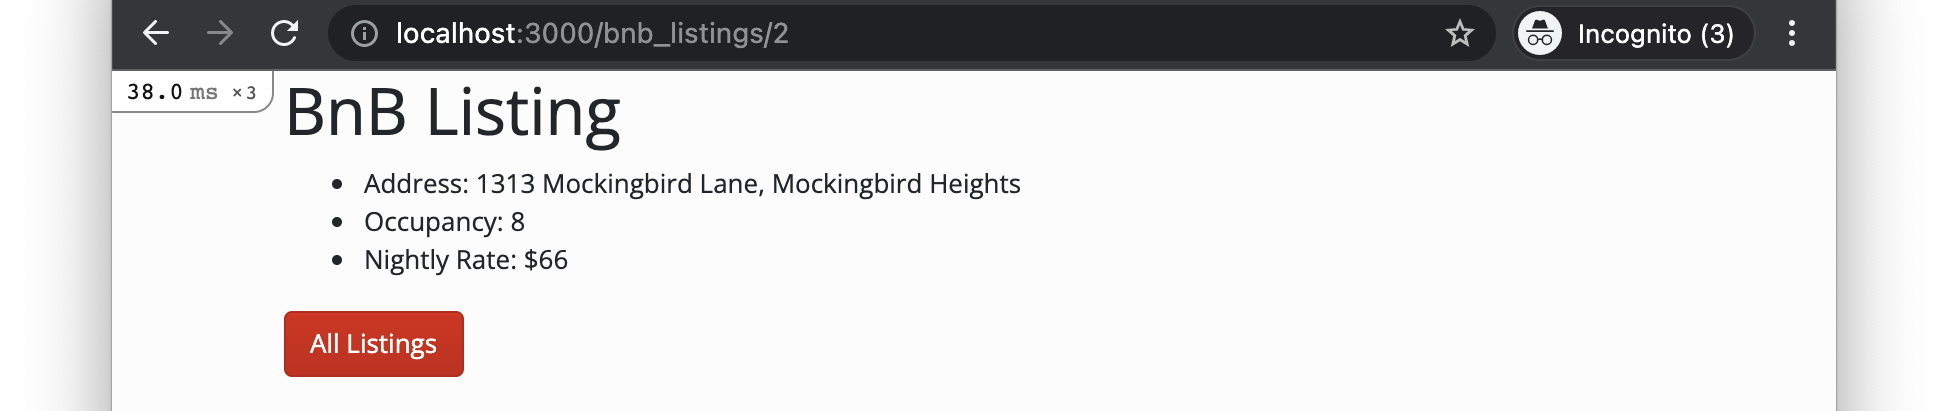 localhost:3000/bnb_listings/2
Incognito (3)
38.0 ms ×3
BnB Listing
Address: 1313 Mockingbird Lane, Mockingbird Heights
Occupancy: 8
Nightly Rate: $66
All Listings